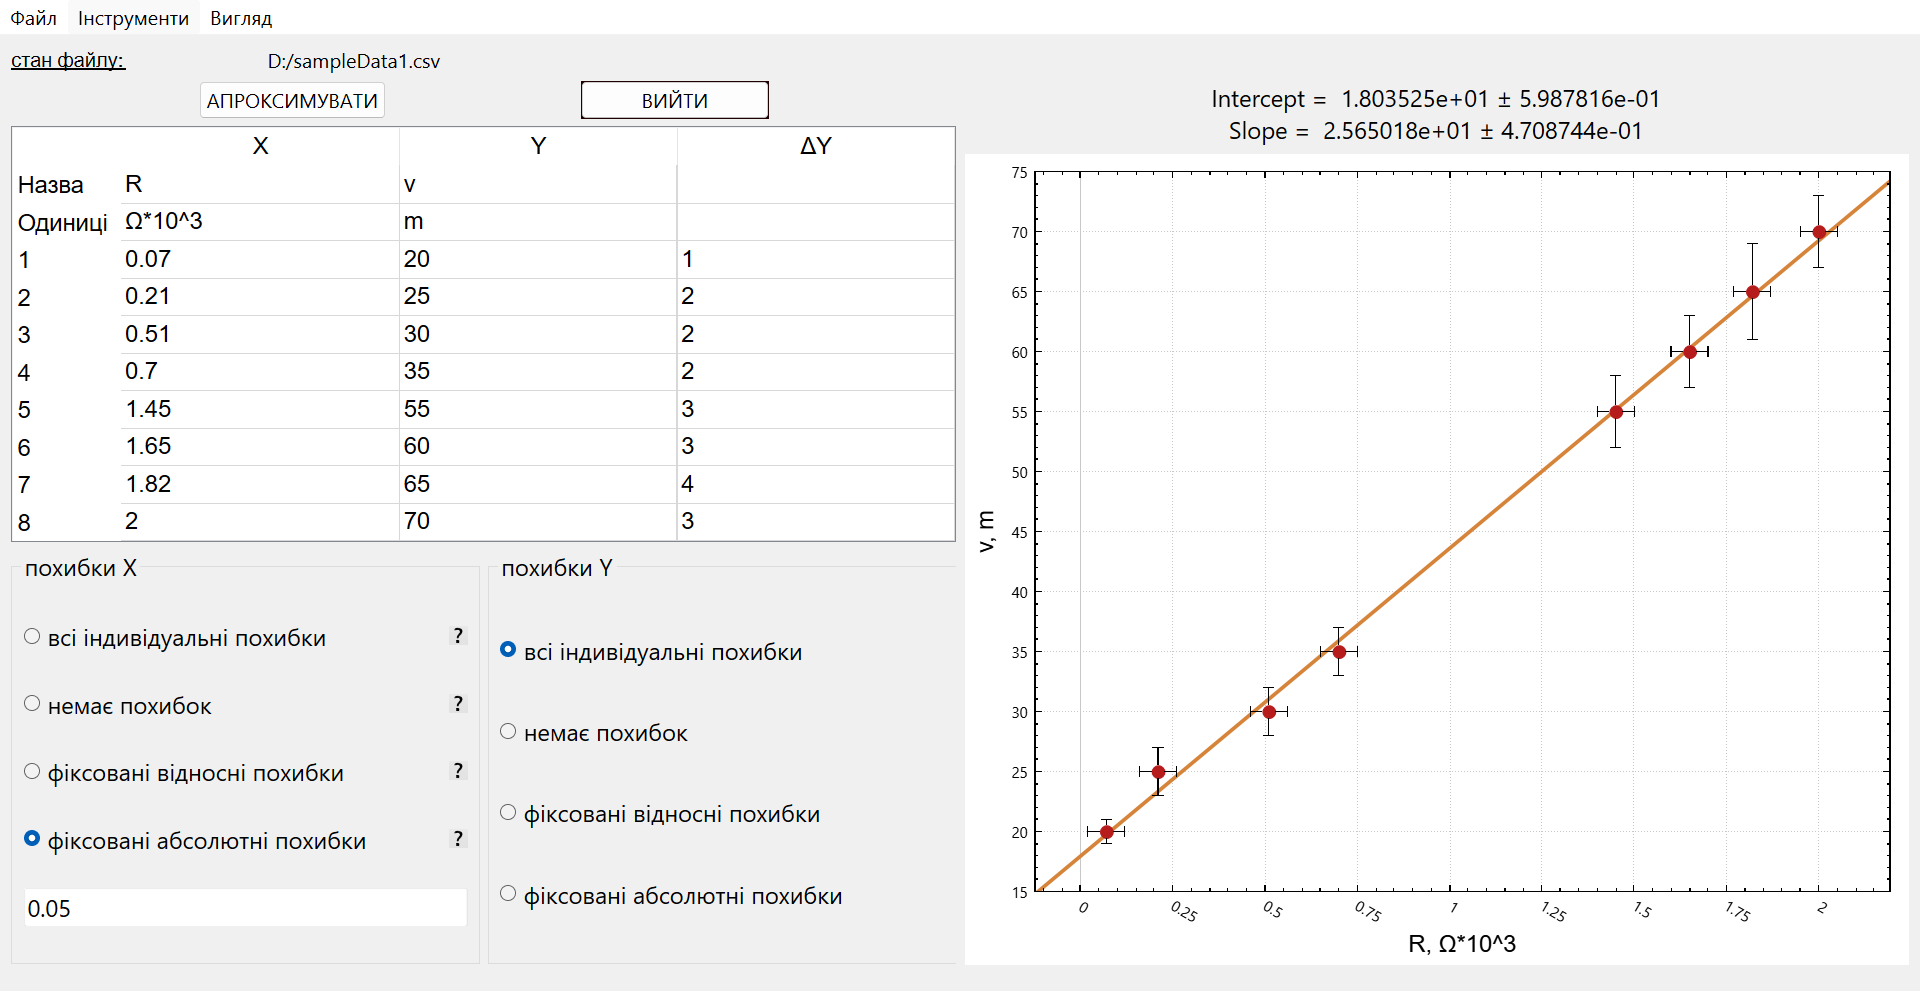 Файл Інструменти Вигляд
стан файлу: D:/sampleData1.csv
АПРОКСИМУВАТИ ВИЙТИ
X Y ΔY
Назва R v
Одиниці Ω*10^3 m
1 0.07 20 1
2 0.21 25 2
3 0.51 30 2
4 0.7 35 2
5 1.45 55 3
6 1.65 60 3
7 1.82 65 4
8 2 70 3
похибки X
всі індивідуальні похибки ?
немає похибок ?
фіксовані відносні похибки ?
фіксовані абсолютні похибки ?
0.05
похибки Y
всі індивідуальні похибки
немає похибок
фіксовані відносні похибки
фіксовані абсолютні похибки
Intercept = 1.803525e+01 ± 5.987816e-01
Slope = 2.565018e+01 ± 4.708744e-01
75
70
65
60
55
50
45
40
35
30
25
20
15
v, m
0 0.25 0.5 0.75 1 1.25 1.5 1.75 2
R, Ω*10^3